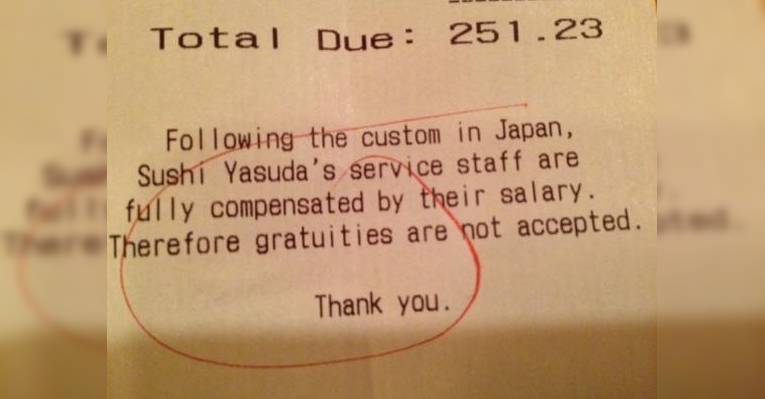 Total Due: 251.23
Following the custom in Japan,
Sushi Yasuda's service staff are
fully compensated by their salary.
Therefore gratuities are not accepted.
Thank you.